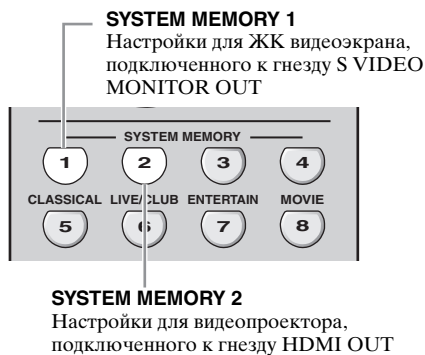 SYSTEM MEMORY 1
Настройки для ЖК видеоэкрана,
подключенного к гнезду S VIDEO
MONITOR OUT
SYSTEM MEMORY
1 2 3 4
CLASSICAL LIVE/CLUB ENTERTAIN MOVIE
5 6 7 8
SYSTEM MEMORY 2
Настройки для видеопроектора,
подключенного к гнезду HDMI OUT